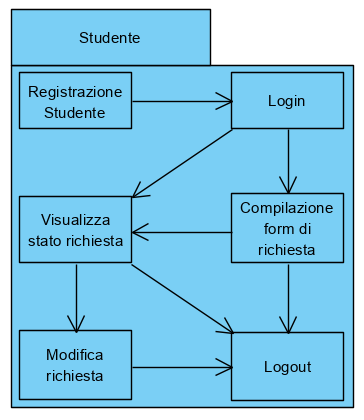 Studente
Registrazione
Studente
Login
Visualizza
stato richiesta
Compilazione
form di
richiesta
Modifica
richiesta
Logout